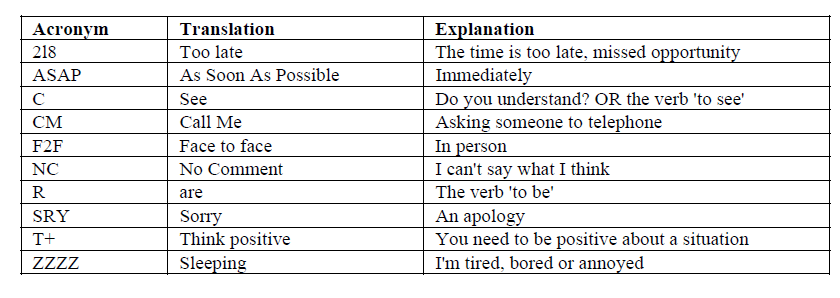 Acronym Translation Explanation
2l8 Too late The time is too late, missed opportunity
ASAP As Soon As Possible Immediately
C See Do you understand? OR the verb 'to see'
CM Call Me Asking someone to telephone
F2F Face to face In person
NC No Comment I can't say what I think
R are The verb 'to be'
SRY Sorry An apology
T+ Think positive You need to be positive about a situation
ZZZZ Sleeping I'm tired, bored or annoyed